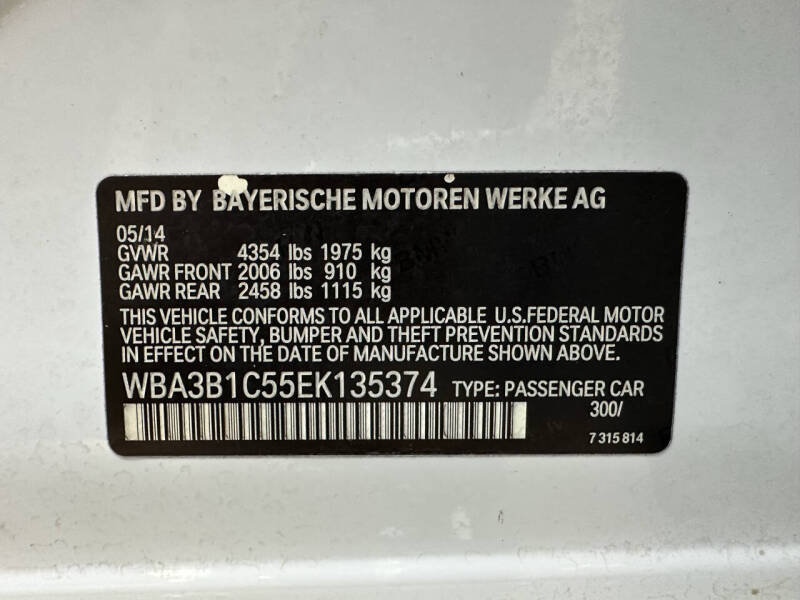 MFD BY BAYERISCHE MOTOREN WERKE AG
05/14
GVWR 4354 lbs 1975 kg
GAWR FRONT 2006 lbs 910 kg
GAWR REAR 2458 lbs 1115 kg
THIS VEHICLE CONFORMS TO ALL APPLICABLE U.S.FEDERAL MOTOR
VEHICLE SAFETY, BUMPER AND THEFT PREVENTION STANDARDS
IN EFFECT ON THE DATE OF MANUFACTURE SHOWN ABOVE.
WBA3B1C55EK135374 TYPE: PASSENGER CAR
300/
7 315 814